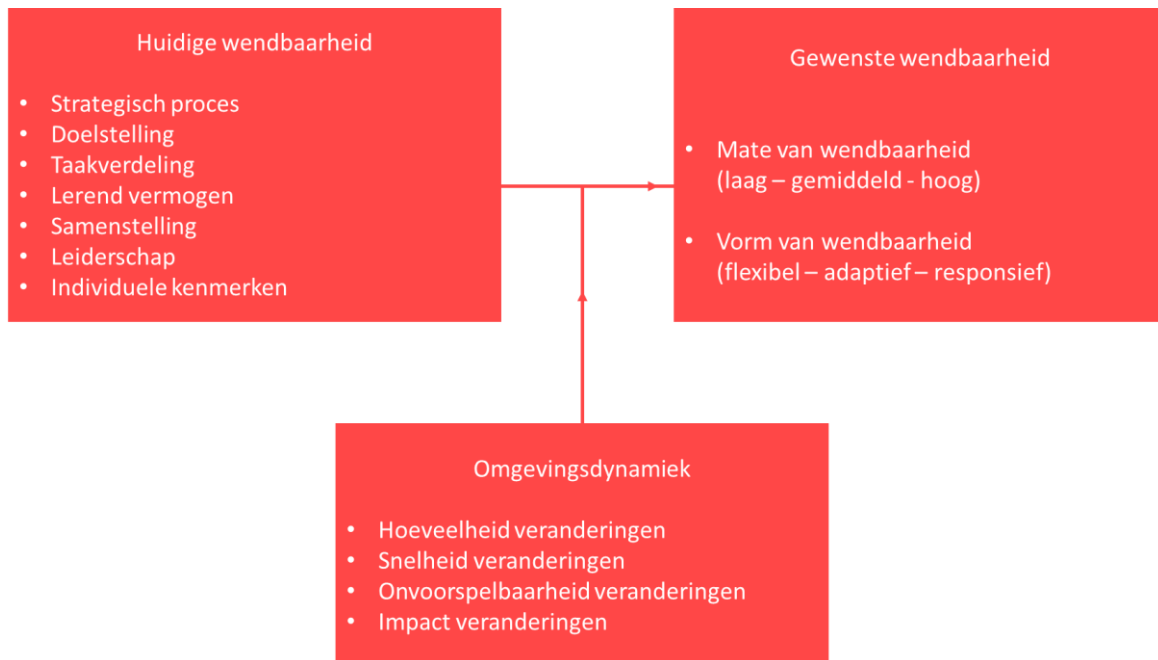 Huidige wendbaarheid
• Strategisch proces
• Doelstelling
• Taakverdeling
• Lerend vermogen
• Samenstelling
• Leiderschap
• Individuele kenmerken
Gewenste wendbaarheid
• Mate van wendbaarheid
(laag – gemiddeld - hoog)
• Vorm van wendbaarheid
(flexibel – adaptief – responsief)
Omgevingsdynamiek
• Hoeveelheid veranderingen
• Snelheid veranderingen
• Onvoorspelbaarheid veranderingen
• Impact veranderingen